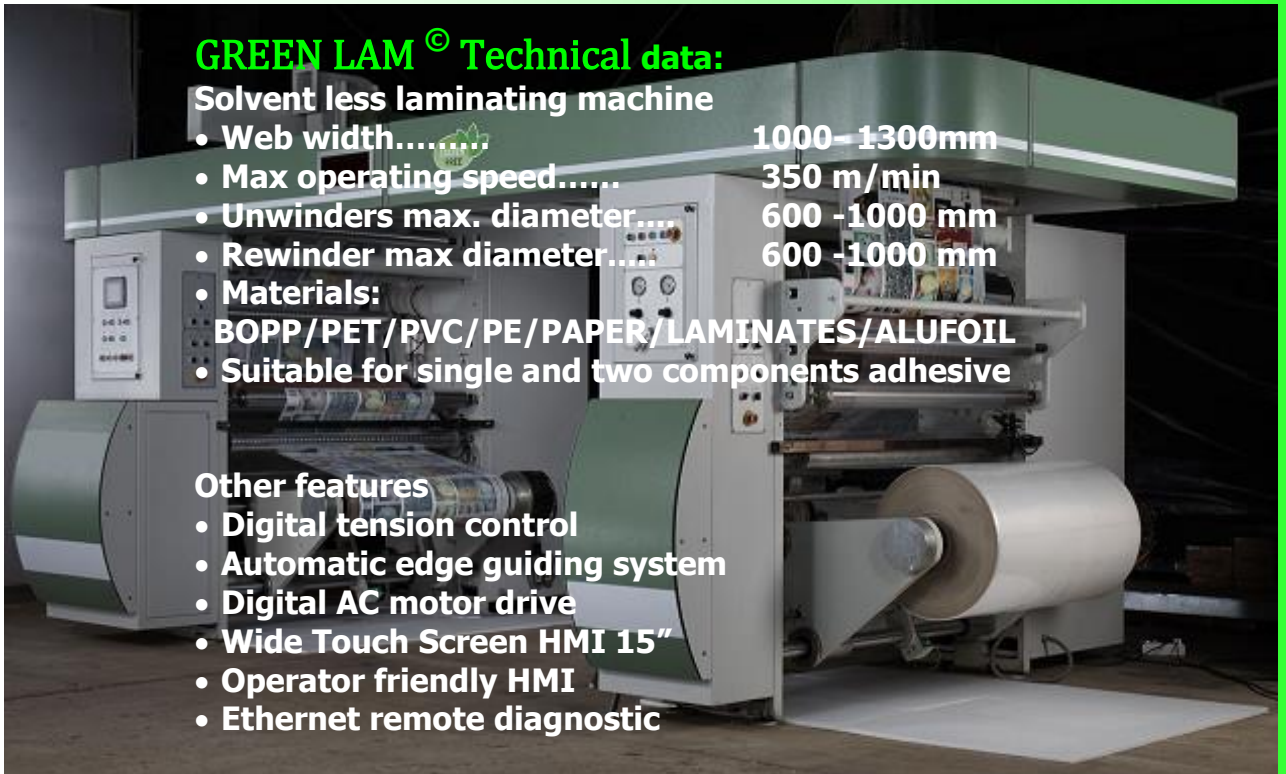 GREEN LAM © Technical data:
Solvent less laminating machine
• Web width……… 1000- 1300mm
• Max operating speed…… 350 m/min
• Unwinders max. diameter…. 600 -1000 mm
• Rewinder max diameter….. 600 -1000 mm
• Materials:
BOPP/PET/PVC/PE/PAPER/LAMINATES/ALUFOIL
• Suitable for single and two components adhesive
Other features
• Digital tension control
• Automatic edge guiding system
• Digital AC motor drive
• Wide Touch Screen HMI 15”
• Operator friendly HMI
• Ethernet remote diagnostic